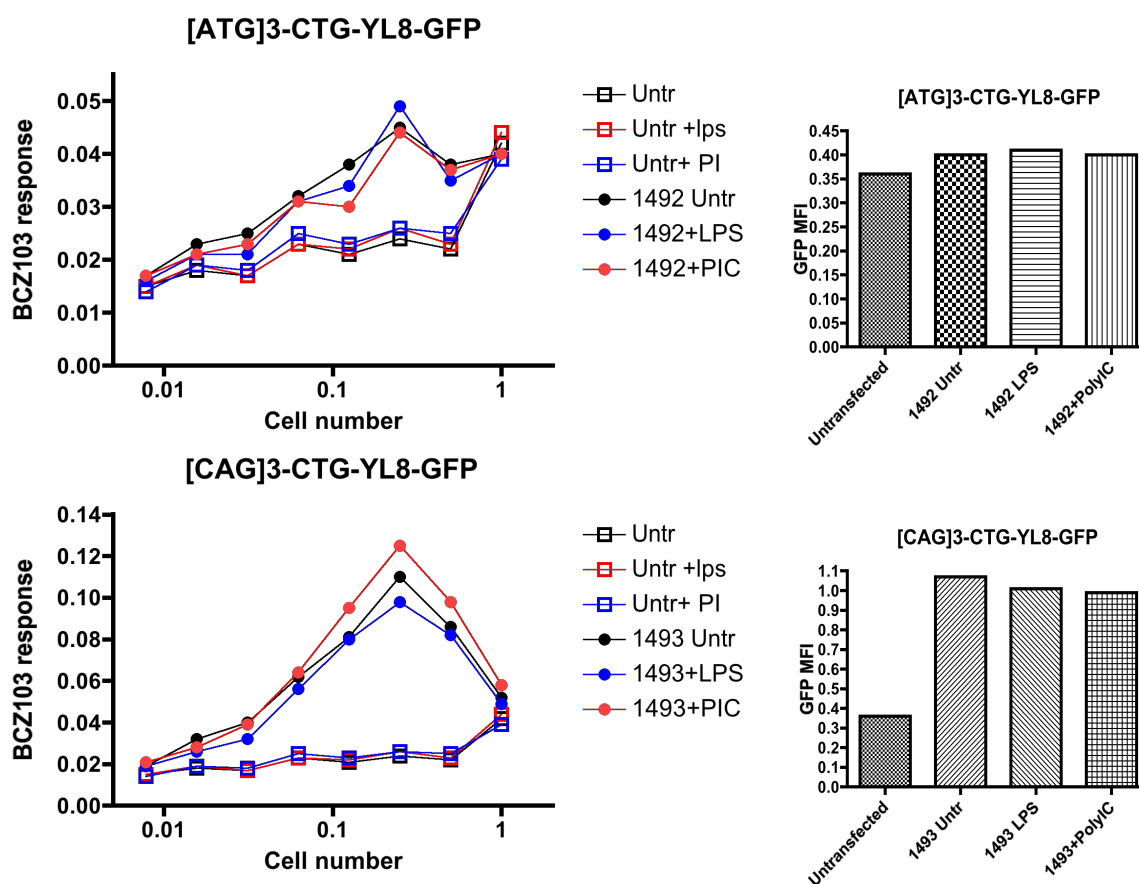 [ATG]3-CTG-YL8-GFP
BCZ103 response
0.05
0.04
0.03
0.02
0.01
0.00
0.01
0.1
1
Cell number
Untr
Untr +lps
Untr+ PI
1492 Untr
1492+LPS
1492+PIC
[ATG]3-CTG-YL8-GFP
GFP MFI
0.45
0.40
0.35
0.30
0.25
0.20
0.15
0.10
0.05
0.00
Untransfected
1492 Untr
1492 LPS
1492+PolyIC
[CAG]3-CTG-YL8-GFP
BCZ103 response
0.14
0.12
0.10
0.08
0.06
0.04
0.02
0.00
0.01
0.1
1
Cell number
Untr
Untr +lps
Untr+ PI
1493 Untr
1493+LPS
1493+PIC
[CAG]3-CTG-YL8-GFP
GFP MFI
1.1
1.0
0.9
0.8
0.7
0.6
0.5
0.4
0.3
0.2
0.1
0.0
Untransfected
1493 Untr
1493 LPS
1493+PolyIC